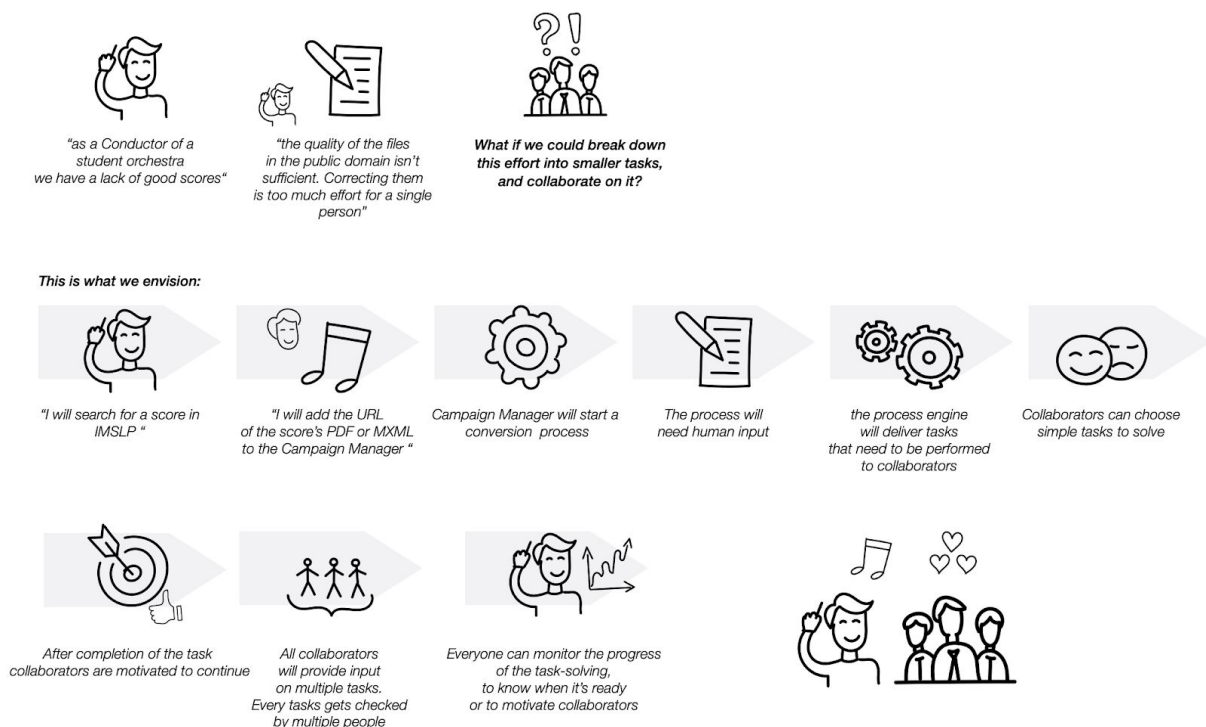 "as a Conductor of a
student orchestra
we have a lack of good scores"
"the quality of the files
in the public domain isn't
sufficient. Correcting them
is too much effort for a single
person"
?!
What if we could break down
this effort into smaller tasks,
and collaborate on it?
This is what we envision:
"I will search for a score in
IMSLP "
"I will add the URL
of the score's PDF or MXML
to the Campaign Manager "
Campaign Manager will start a
conversion process
The process will
need human input
the process engine
will deliver tasks
that need to be performed
to collaborators
Collaborators can choose
simple tasks to solve
After completion of the task
collaborators are motivated to continue
All collaborators
will provide input
on multiple tasks.
Every tasks gets checked
by multiple people
Everyone can monitor the progress
of the task-solving,
to know when it's ready
or to motivate collaborators